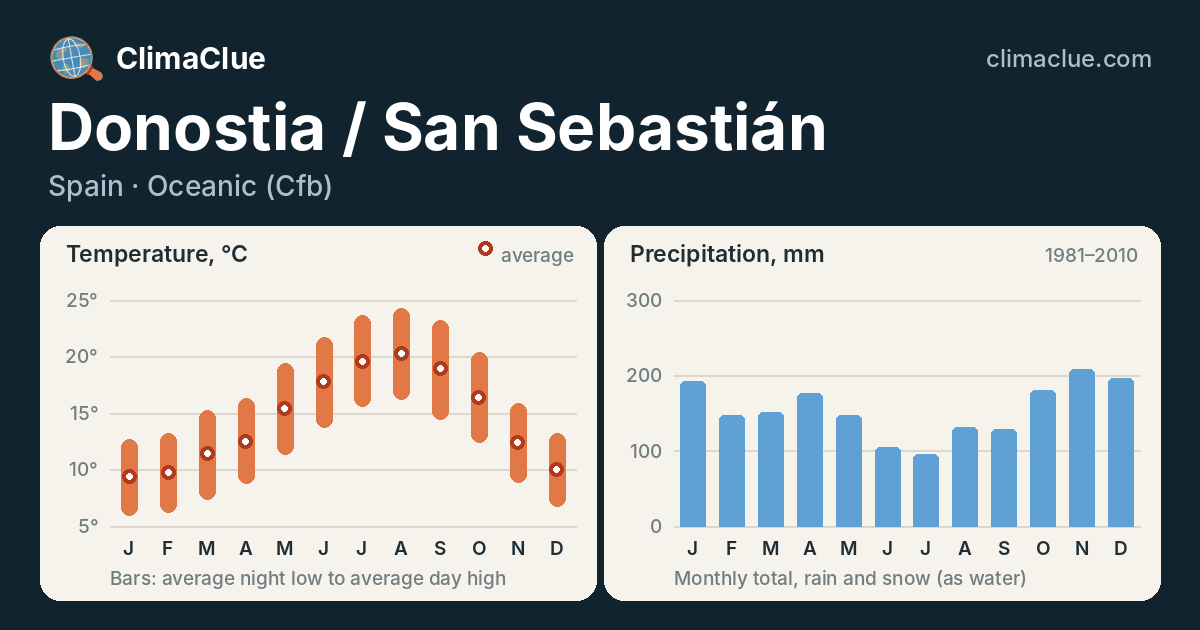 ClimaClue
climaclue.com
Donostia / San Sebastián
Spain · Oceanic (Cfb)
Temperature, °C
average
25°
20°
15°
10°
5°
J F M A M J J A S O N D
Bars: average night low to average day high
Precipitation, mm
1981–2010
300
200
100
0
J F M A M J J A S O N D
Monthly total, rain and snow (as water)